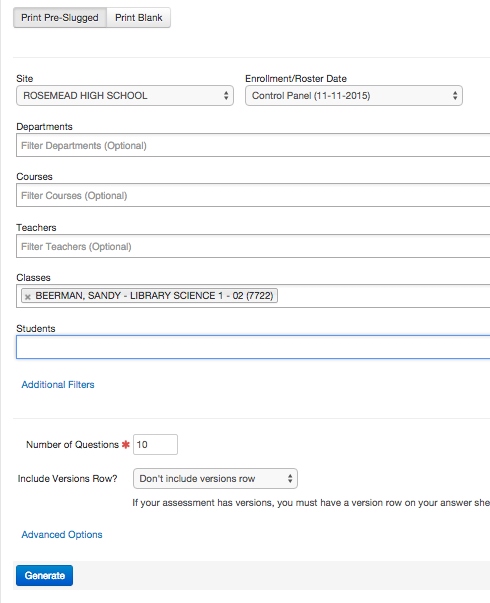 Print Pre-Slugged Print Blank
Site Enrollment/Roster Date
ROSEMEAD HIGH SCHOOL Control Panel (11-11-2015)
Departments
Filter Departments (Optional)
Courses
Filter Courses (Optional)
Teachers
Filter Teachers (Optional)
Classes
× BEERMAN, SANDY - LIBRARY SCIENCE 1 - 02 (7722)
Students
Additional Filters
Number of Questions * 10
Include Versions Row? Don't include versions row
If your assessment has versions, you must have a version row on your answer she
Advanced Options
Generate